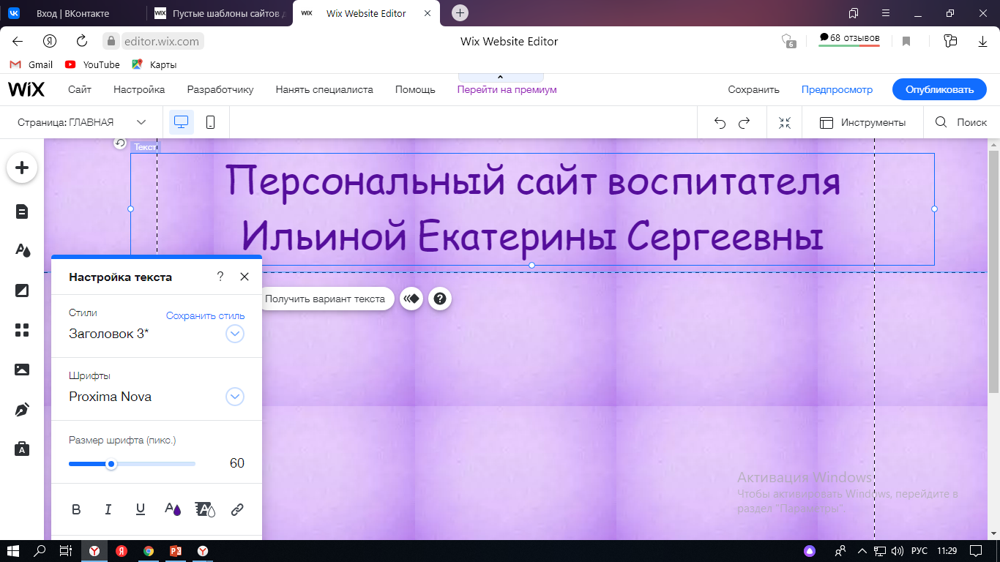 Вход | ВКонтакте
WiX Пустые шаблоны сайтов д
WiX Wix Website Editor
Я editor.wix.com
Wix Website Editor
6
68 отзывов
Gmail YouTube Карты
WiX Сайт Настройка Разработчику Нанять специалиста Помощь Перейти на премиум Сохранить Предпросмотр Опубликовать
Страница: ГЛАВНАЯ Инструменты Поиск
Текст
Персональный сайт воспитателя
Ильиной Екатерины Сергеевны
Настройка текста ?
Получить вариант текста ?
Стили
Сохранить стиль
Заголовок 3*
Шрифты
Proxima Nova
Размер шрифта (пикс.)
60
B I U A A
Активация Windows
Чтобы активировать Windows, перейдите в
раздел "Параметры".
РУС 11:29